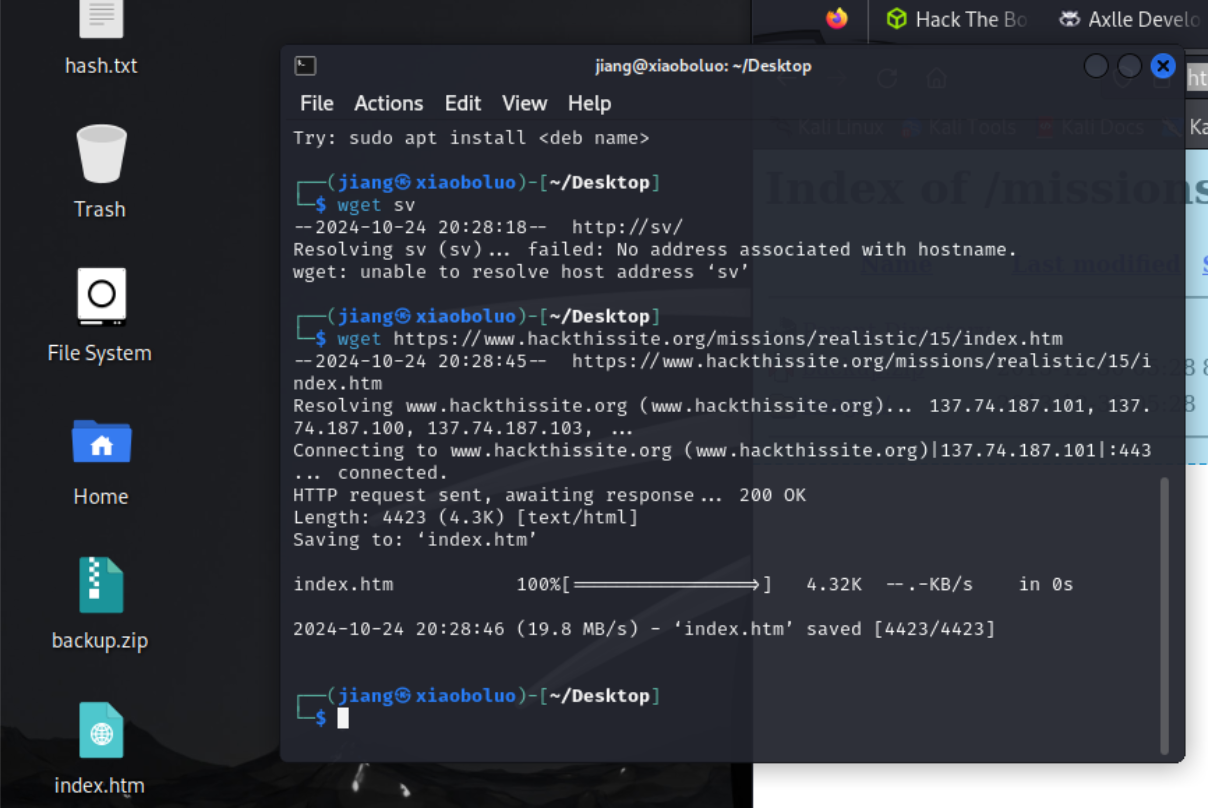 hash.txt
Trash
File System
Home
backup.zip
index.htm
Hack The Bo
Axlle Develo
jiang@xiaoboluo: ~/Desktop
File Actions Edit View Help
Try: sudo apt install <deb name>
┌──(jiang㉿xiaoboluo)-[~/Desktop]
└─$ wget sv
--2024-10-24 20:28:18-- http://sv/
Resolving sv (sv)... failed: No address associated with hostname.
wget: unable to resolve host address ‘sv’
┌──(jiang㉿xiaoboluo)-[~/Desktop]
└─$ wget https://www.hackthissite.org/missions/realistic/15/index.htm
--2024-10-24 20:28:45-- https://www.hackthissite.org/missions/realistic/15/i
ndex.htm
Resolving www.hackthissite.org (www.hackthissite.org)... 137.74.187.101, 137.
74.187.100, 137.74.187.103, ...
Connecting to www.hackthissite.org (www.hackthissite.org)|137.74.187.101|:443
... connected.
HTTP request sent, awaiting response... 200 OK
Length: 4423 (4.3K) [text/html]
Saving to: ‘index.htm’
index.htm 100%[===================>] 4.32K --.-KB/s in 0s
2024-10-24 20:28:46 (19.8 MB/s) - ‘index.htm’ saved [4423/4423]
┌──(jiang㉿xiaoboluo)-[~/Desktop]
└─$
ht
Kali Linux Kali Tools Kali Docs Ka
Index of /missions
Name Last modified S
:28 8
:28